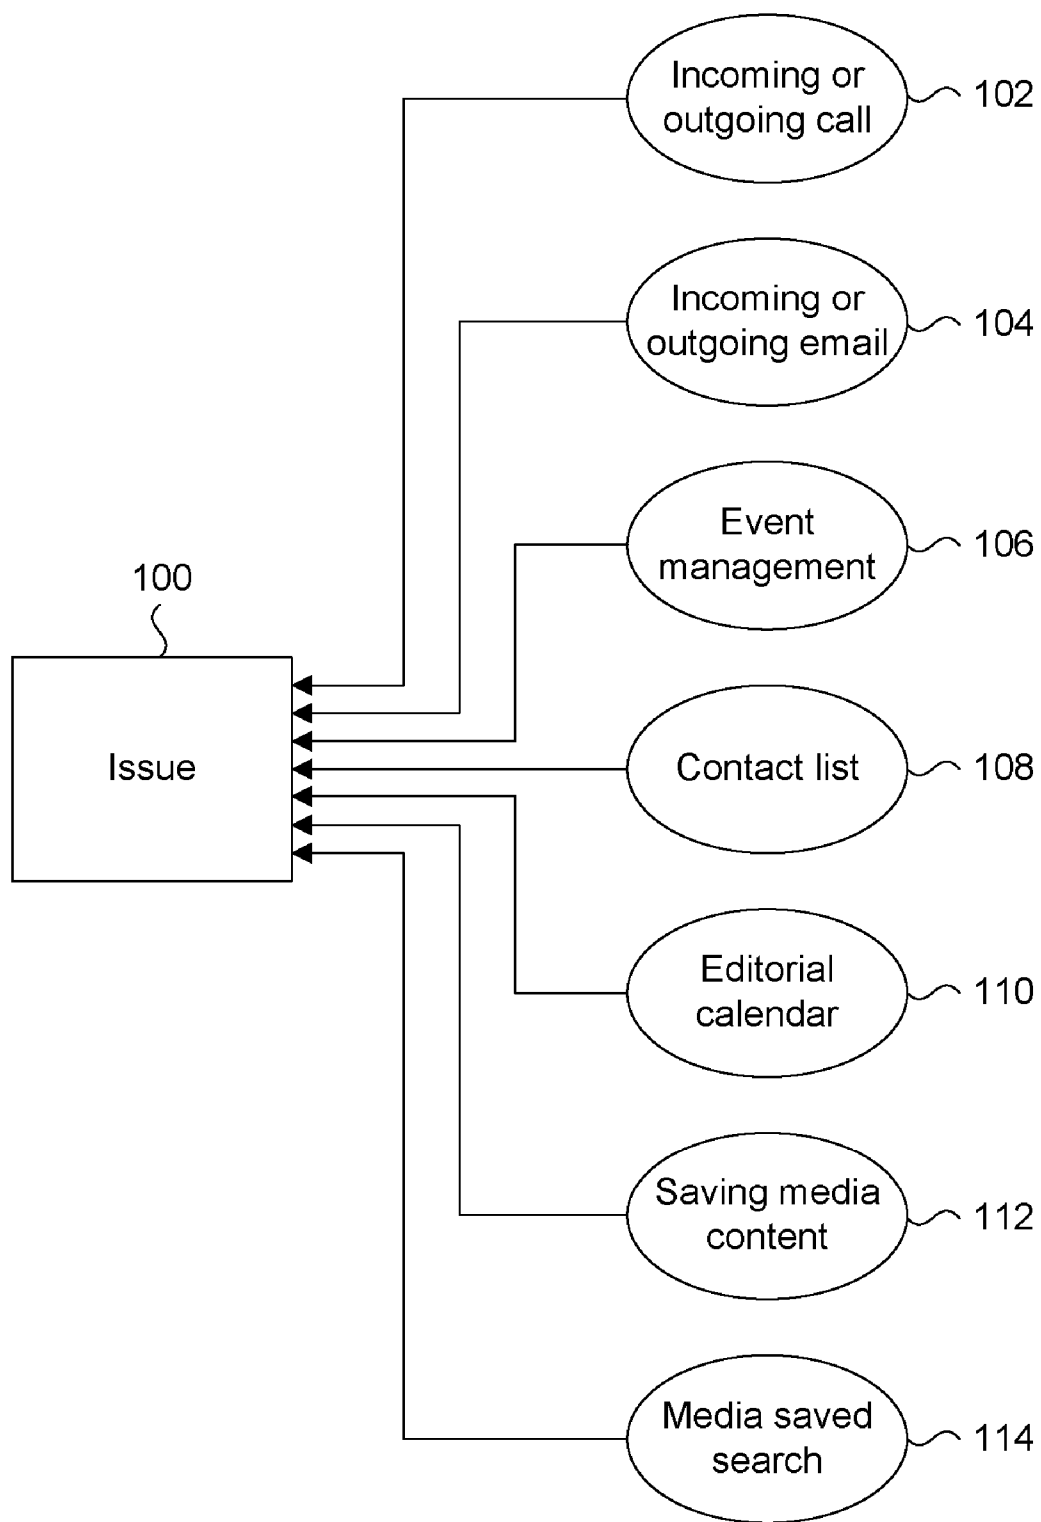 Incoming or
outgoing call
102
Incoming or
outgoing email
104
Event
management
106
100
Issue
Contact list
108
Editorial
calendar
110
Saving media
content
112
Media saved
search
114